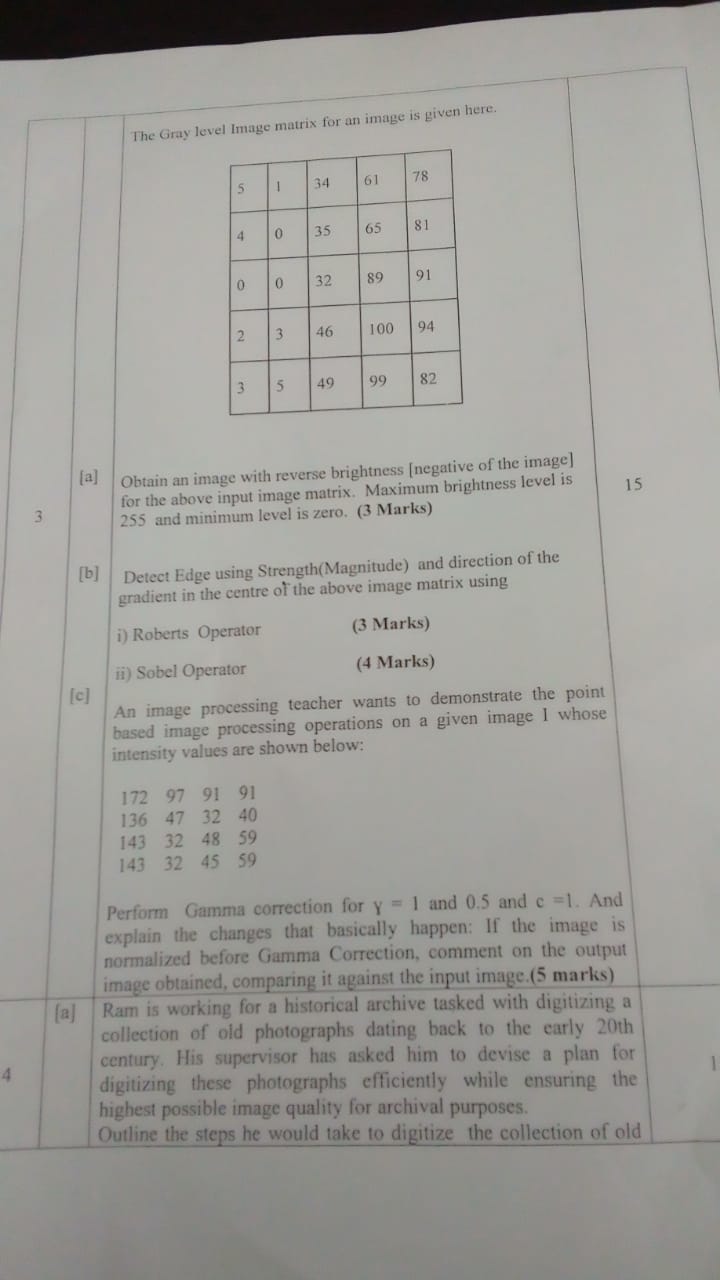 The Gray level Image matrix for an image is given here.
5 1 34 61 78
4 0 35 65 81
0 0 32 89 91
2 3 46 100 94
3 5 49 99 82
3
[a] Obtain an image with reverse brightness [negative of the image]
for the above input image matrix. Maximum brightness level is
255 and minimum level is zero. (3 Marks)
15
[b] Detect Edge using Strength(Magnitude) and direction of the
gradient in the centre of the above image matrix using
i) Roberts Operator (3 Marks)
ii) Sobel Operator (4 Marks)
[c] An image processing teacher wants to demonstrate the point
based image processing operations on a given image I whose
intensity values are shown below:
172 97 91 91
136 47 32 40
143 32 48 59
143 32 45 59
Perform Gamma correction for γ = 1 and 0.5 and c =1. And
explain the changes that basically happen: If the image is
normalized before Gamma Correction, comment on the output
image obtained, comparing it against the input image.(5 marks)
4
[a] Ram is working for a historical archive tasked with digitizing a
collection of old photographs dating back to the early 20th
century. His supervisor has asked him to devise a plan for
digitizing these photographs efficiently while ensuring the
highest possible image quality for archival purposes.
Outline the steps he would take to digitize the collection of old